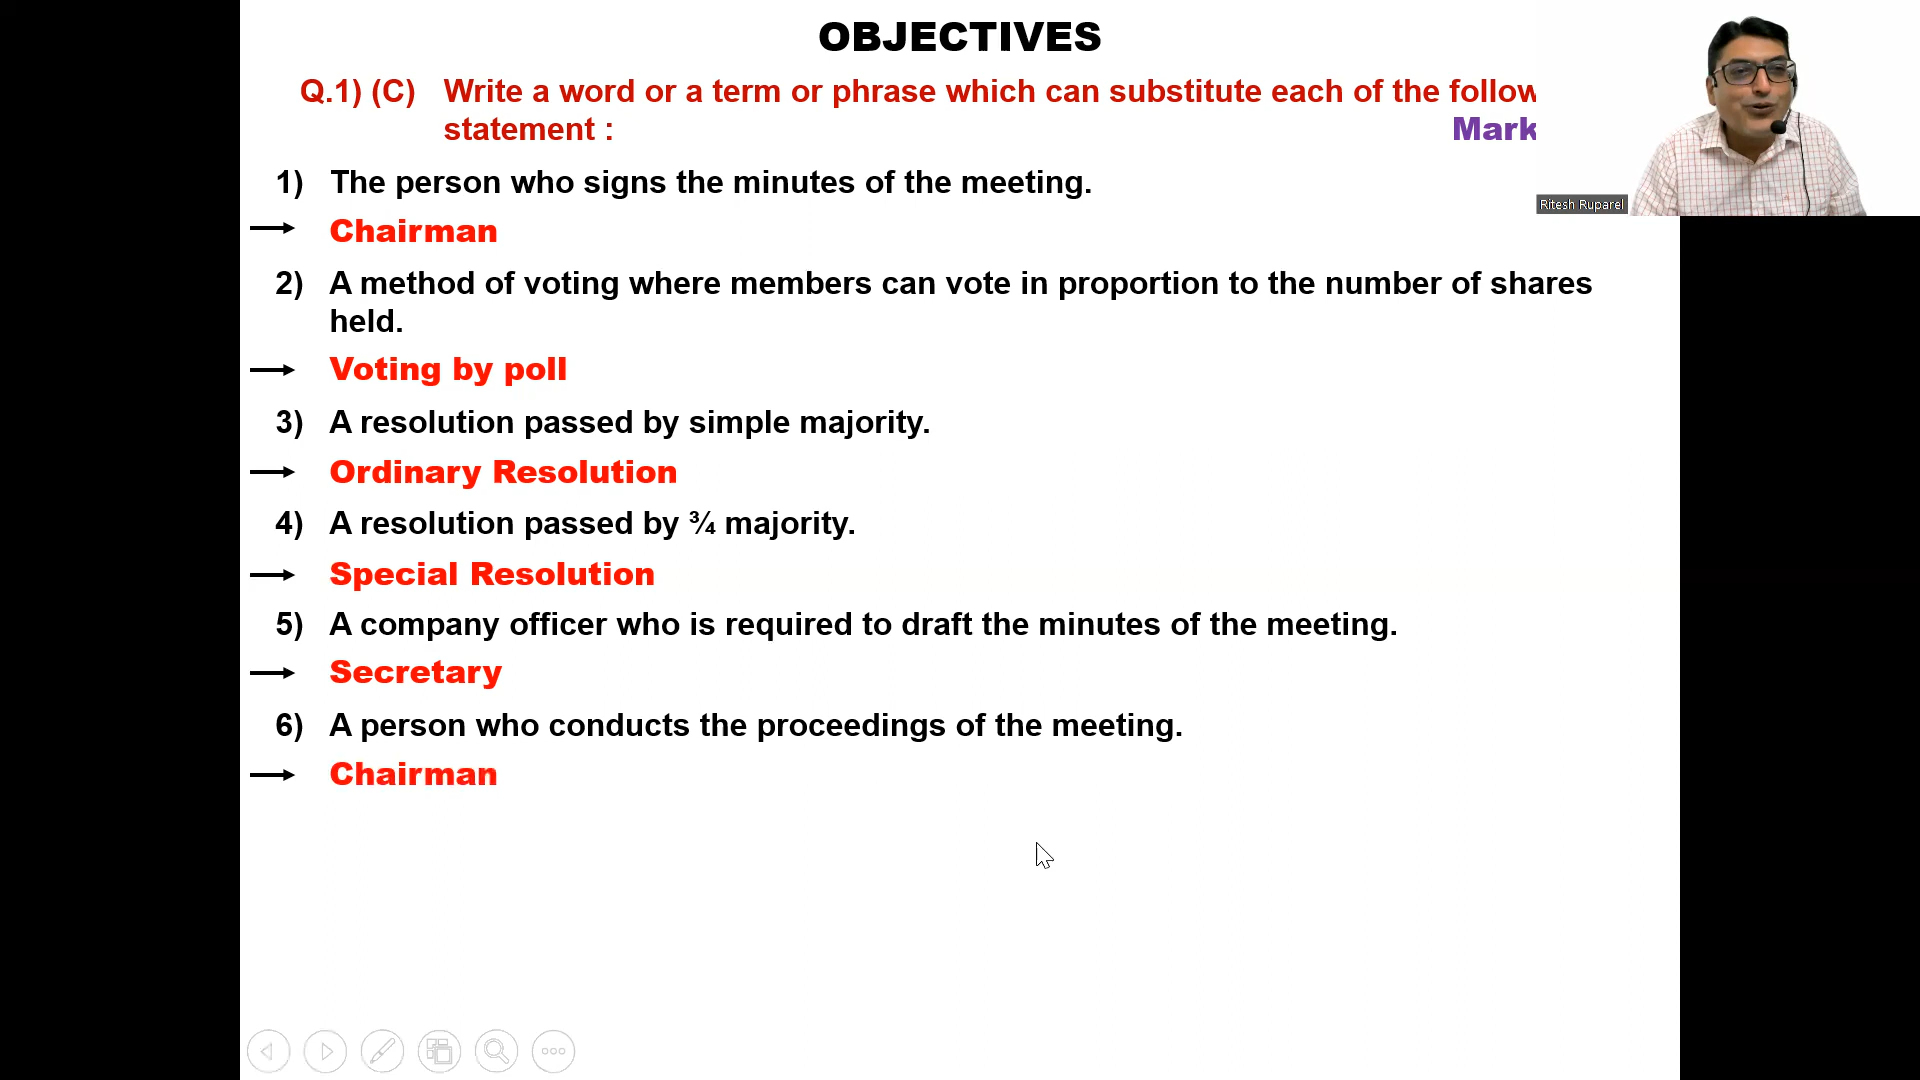 OBJECTIVES
Q.1) (C) Write a word or a term or phrase which can substitute each of the follow
statement : Mark
Ritesh Ruparel
1) The person who signs the minutes of the meeting.
Chairman
2) A method of voting where members can vote in proportion to the number of shares
held.
Voting by poll
3) A resolution passed by simple majority.
Ordinary Resolution
4) A resolution passed by ¾ majority.
Special Resolution
5) A company officer who is required to draft the minutes of the meeting.
Secretary
6) A person who conducts the proceedings of the meeting.
Chairman